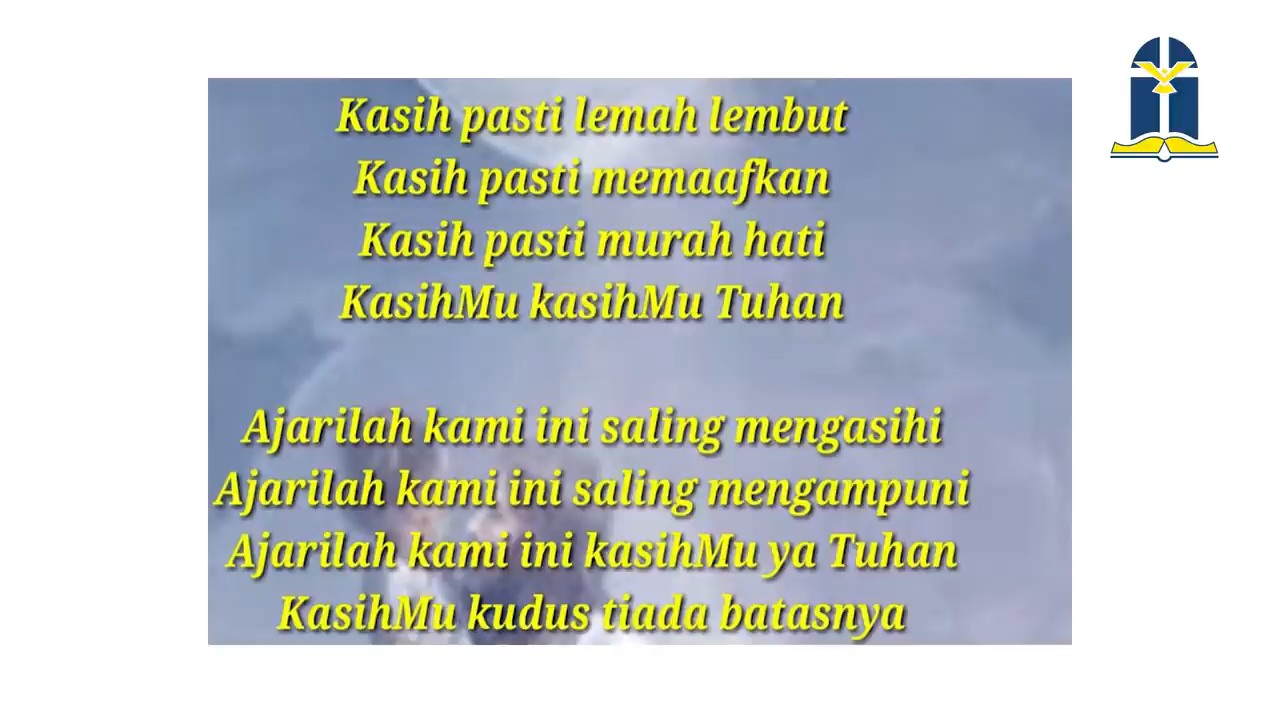 Kasih pasti lemah lembut
Kasih pasti memaafkan
Kasih pasti murah hati
KasihMu kasihMu Tuhan
Ajarilah kami ini saling mengasihi
Ajarilah kami ini saling mengampuni
Ajarilah kami ini kasihMu ya Tuhan
KasihMu kudus tiada batasnya